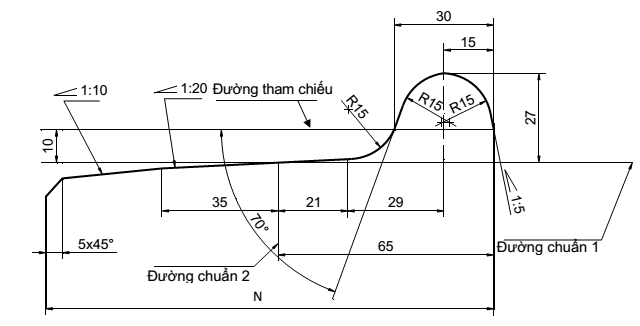 30
15
1:10
1:20
Đường tham chiếu
R15
R15
R15
27
10
35
21
29
1:5
70°
65
5x45°
Đường chuẩn 1
Đường chuẩn 2
N